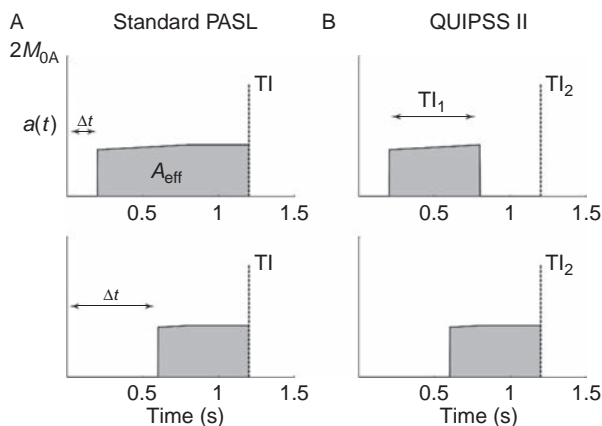 A Standard PASL
B QUIPSS II
2M0A
a(t)
Δt
Aeff
TI
0.5 1 1.5
TI1
TI2
0.5 1 1.5
Δt
TI
0.5 1 1.5
Time (s)
TI2
0.5 1 1.5
Time (s)